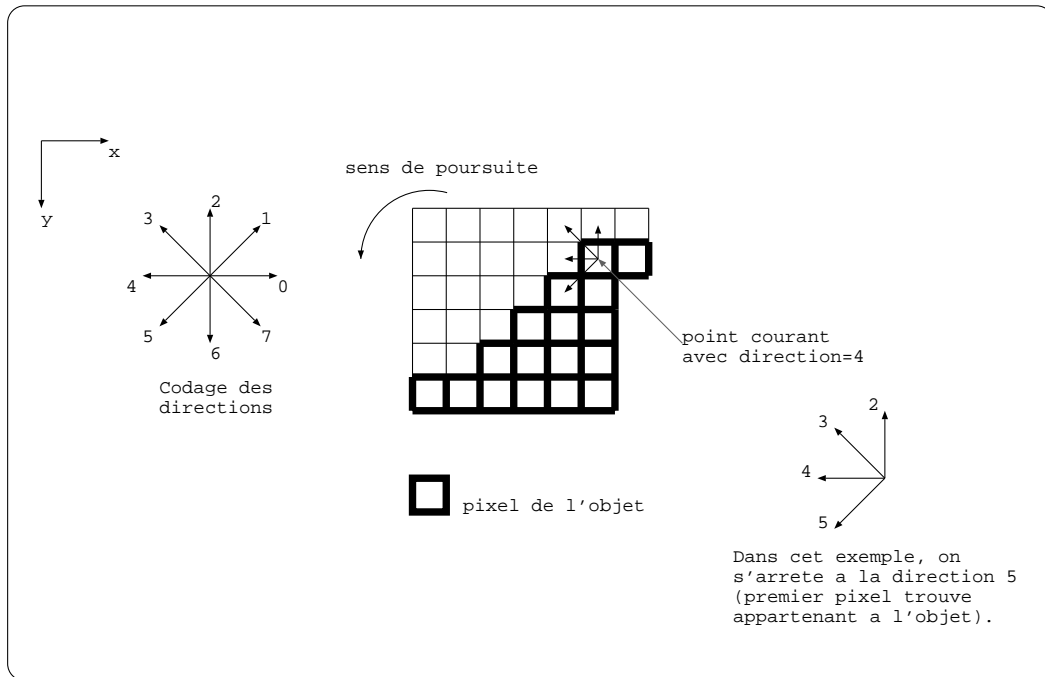 x
y
sens de poursuite
3
2
1
4
0
5
6
7
Codage des
directions
point courant
avec direction=4
pixel de l'objet
2
3
4
5
Dans cet exemple, on
s'arrete a la direction 5
(premier pixel trouve
appartenant a l'objet).